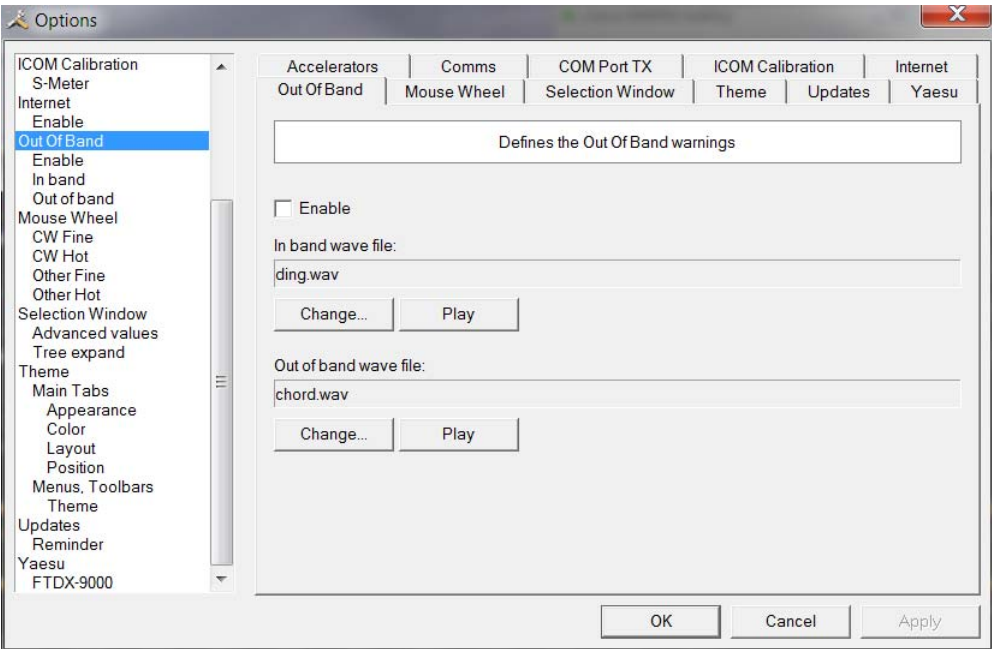 Options
ICOM Calibration
S-Meter
Internet
Enable
Out Of Band
Enable
In band
Out of band
Mouse Wheel
CW Fine
CW Hot
Other Fine
Other Hot
Selection Window
Advanced values
Tree expand
Theme
Main Tabs
Appearance
Color
Layout
Position
Menus, Toolbars
Theme
Updates
Reminder
Yaesu
FTDX-9000
Accelerators Comms COM Port TX ICOM Calibration Internet
Out Of Band Mouse Wheel Selection Window Theme Updates Yaesu
Defines the Out Of Band warnings
Enable
In band wave file:
ding.wav
Change... Play
Out of band wave file:
chord.wav
Change... Play
OK Cancel Apply